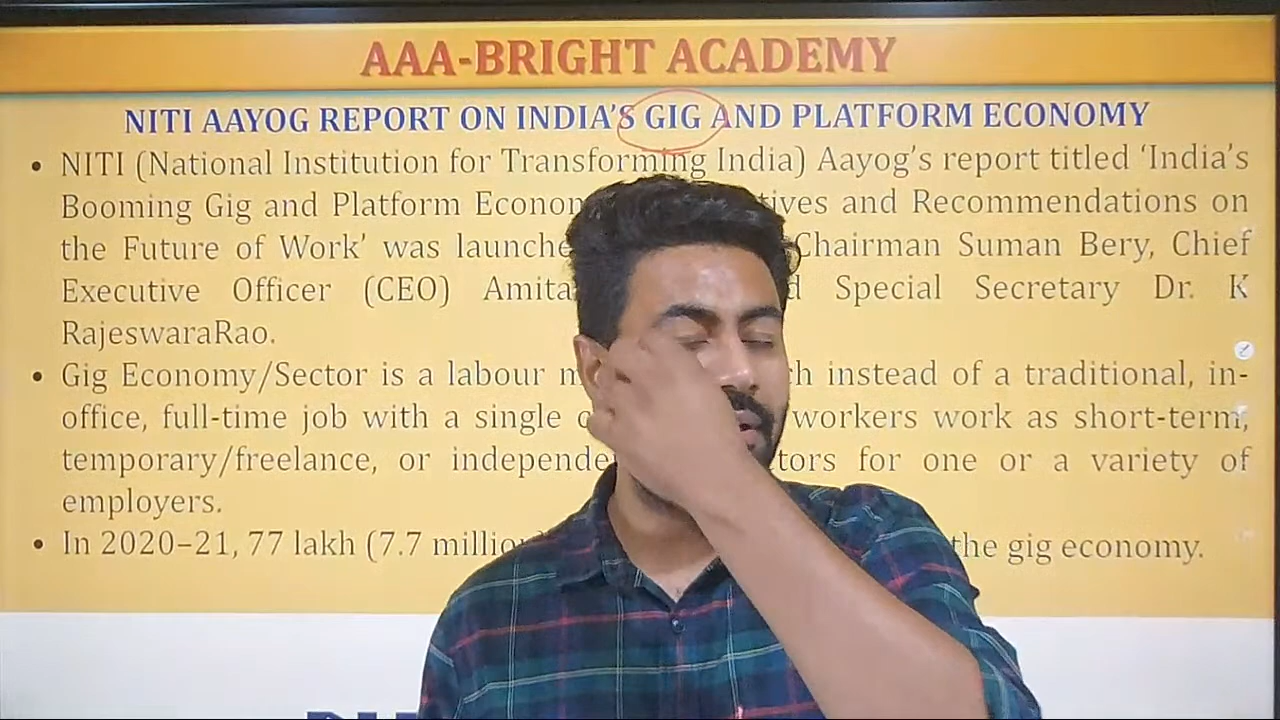 AAA-BRIGHT ACADEMY
NITI AAYOG REPORT ON INDIA'S GIG AND PLATFORM ECONOMY
• NITI (National Institution for Transforming India) Aayog's report titled 'India's
Booming Gig and Platform Econom tives and Recommendations on
the Future of Work' was launche Chairman Suman Bery, Chief
Executive Officer (CEO) Amita d Special Secretary Dr. K
RajeswaraRao.
• Gig Economy/Sector is a labour m ch instead of a traditional, in-
office, full-time job with a single workers work as short-term,
temporary/freelance, or independe tors for one or a variety of
employers.
• In 2020–21, 77 lakh (7.7 million the gig economy.